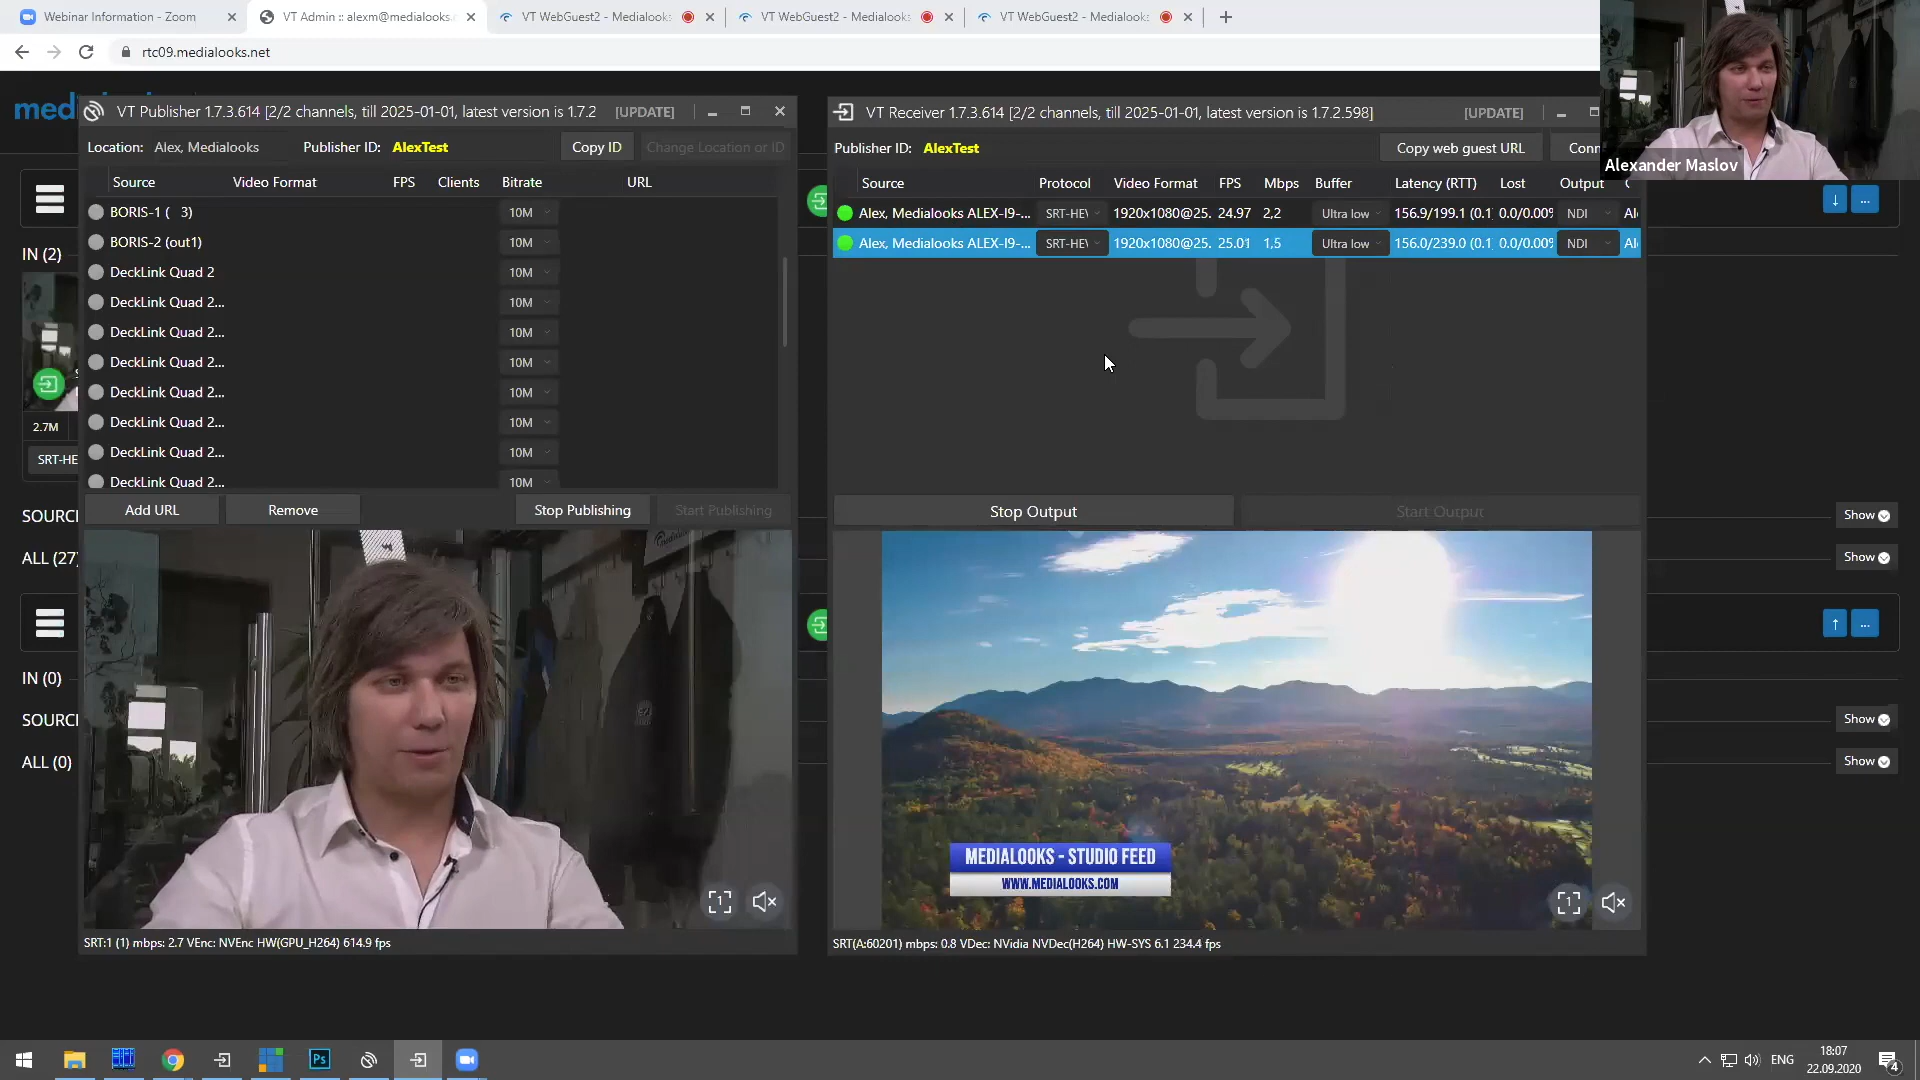 Webinar Information - Zoom
VT Admin :: alexm@medialooks.
VT WebGuest2 - Medialooks
VT WebGuest2 - Medialooks
VT WebGuest2 - Medialooks
rtc09.medialooks.net
Alexander Maslov
med
VT Publisher 1.7.3.614 [2/2 channels, till 2025-01-01, latest version is 1.7.2
[UPDATE]
Location: Alex, Medialooks
Publisher ID: AlexTest
Copy ID
Change Location or ID
Source Video Format FPS Clients Bitrate URL
BORIS-1 ( 3) 10M
BORIS-2 (out1) 10M
DeckLink Quad 2 10M
DeckLink Quad 2... 10M
DeckLink Quad 2... 10M
DeckLink Quad 2... 10M
DeckLink Quad 2... 10M
DeckLink Quad 2... 10M
DeckLink Quad 2... 10M
DeckLink Quad 2... 10M
Add URL
Remove
Stop Publishing
Start Publishing
SRT:1 (1) mbps: 2.7 VEnc: NVEnc HW(GPU_H264) 614.9 fps
VT Receiver 1.7.3.614 [2/2 channels, till 2025-01-01, latest version is 1.7.2.598]
[UPDATE]
Publisher ID: AlexTest
Copy web guest URL
Conn
Source Protocol Video Format FPS Mbps Buffer Latency (RTT) Lost Output
Alex, Medialooks ALEX-I9-... SRT-HEV 1920x1080@25. 24.97 2,2 Ultra low 156.9/199.1 (0.1 0.0/0.00% NDI Al
Alex, Medialooks ALEX-I9-... SRT-HEV 1920x1080@25. 25.01 1,5 Ultra low 156.0/239.0 (0.1 0.0/0.00% NDI Al
Stop Output
Start Output
MEDIALOOKS - STUDIO FEED
WWW.MEDIALOOKS.COM
SRT(A:60201) mbps: 0.8 VDec: NVidia NVDec(H264) HW-SYS 6.1 234.4 fps
IN (2)
2.7M
SRT-HE
SOURC
Show
ALL (27)
Show
IN (0)
SOURC
Show
ALL (0)
Show
Ps
ENG
18:07
22.09.2020
4